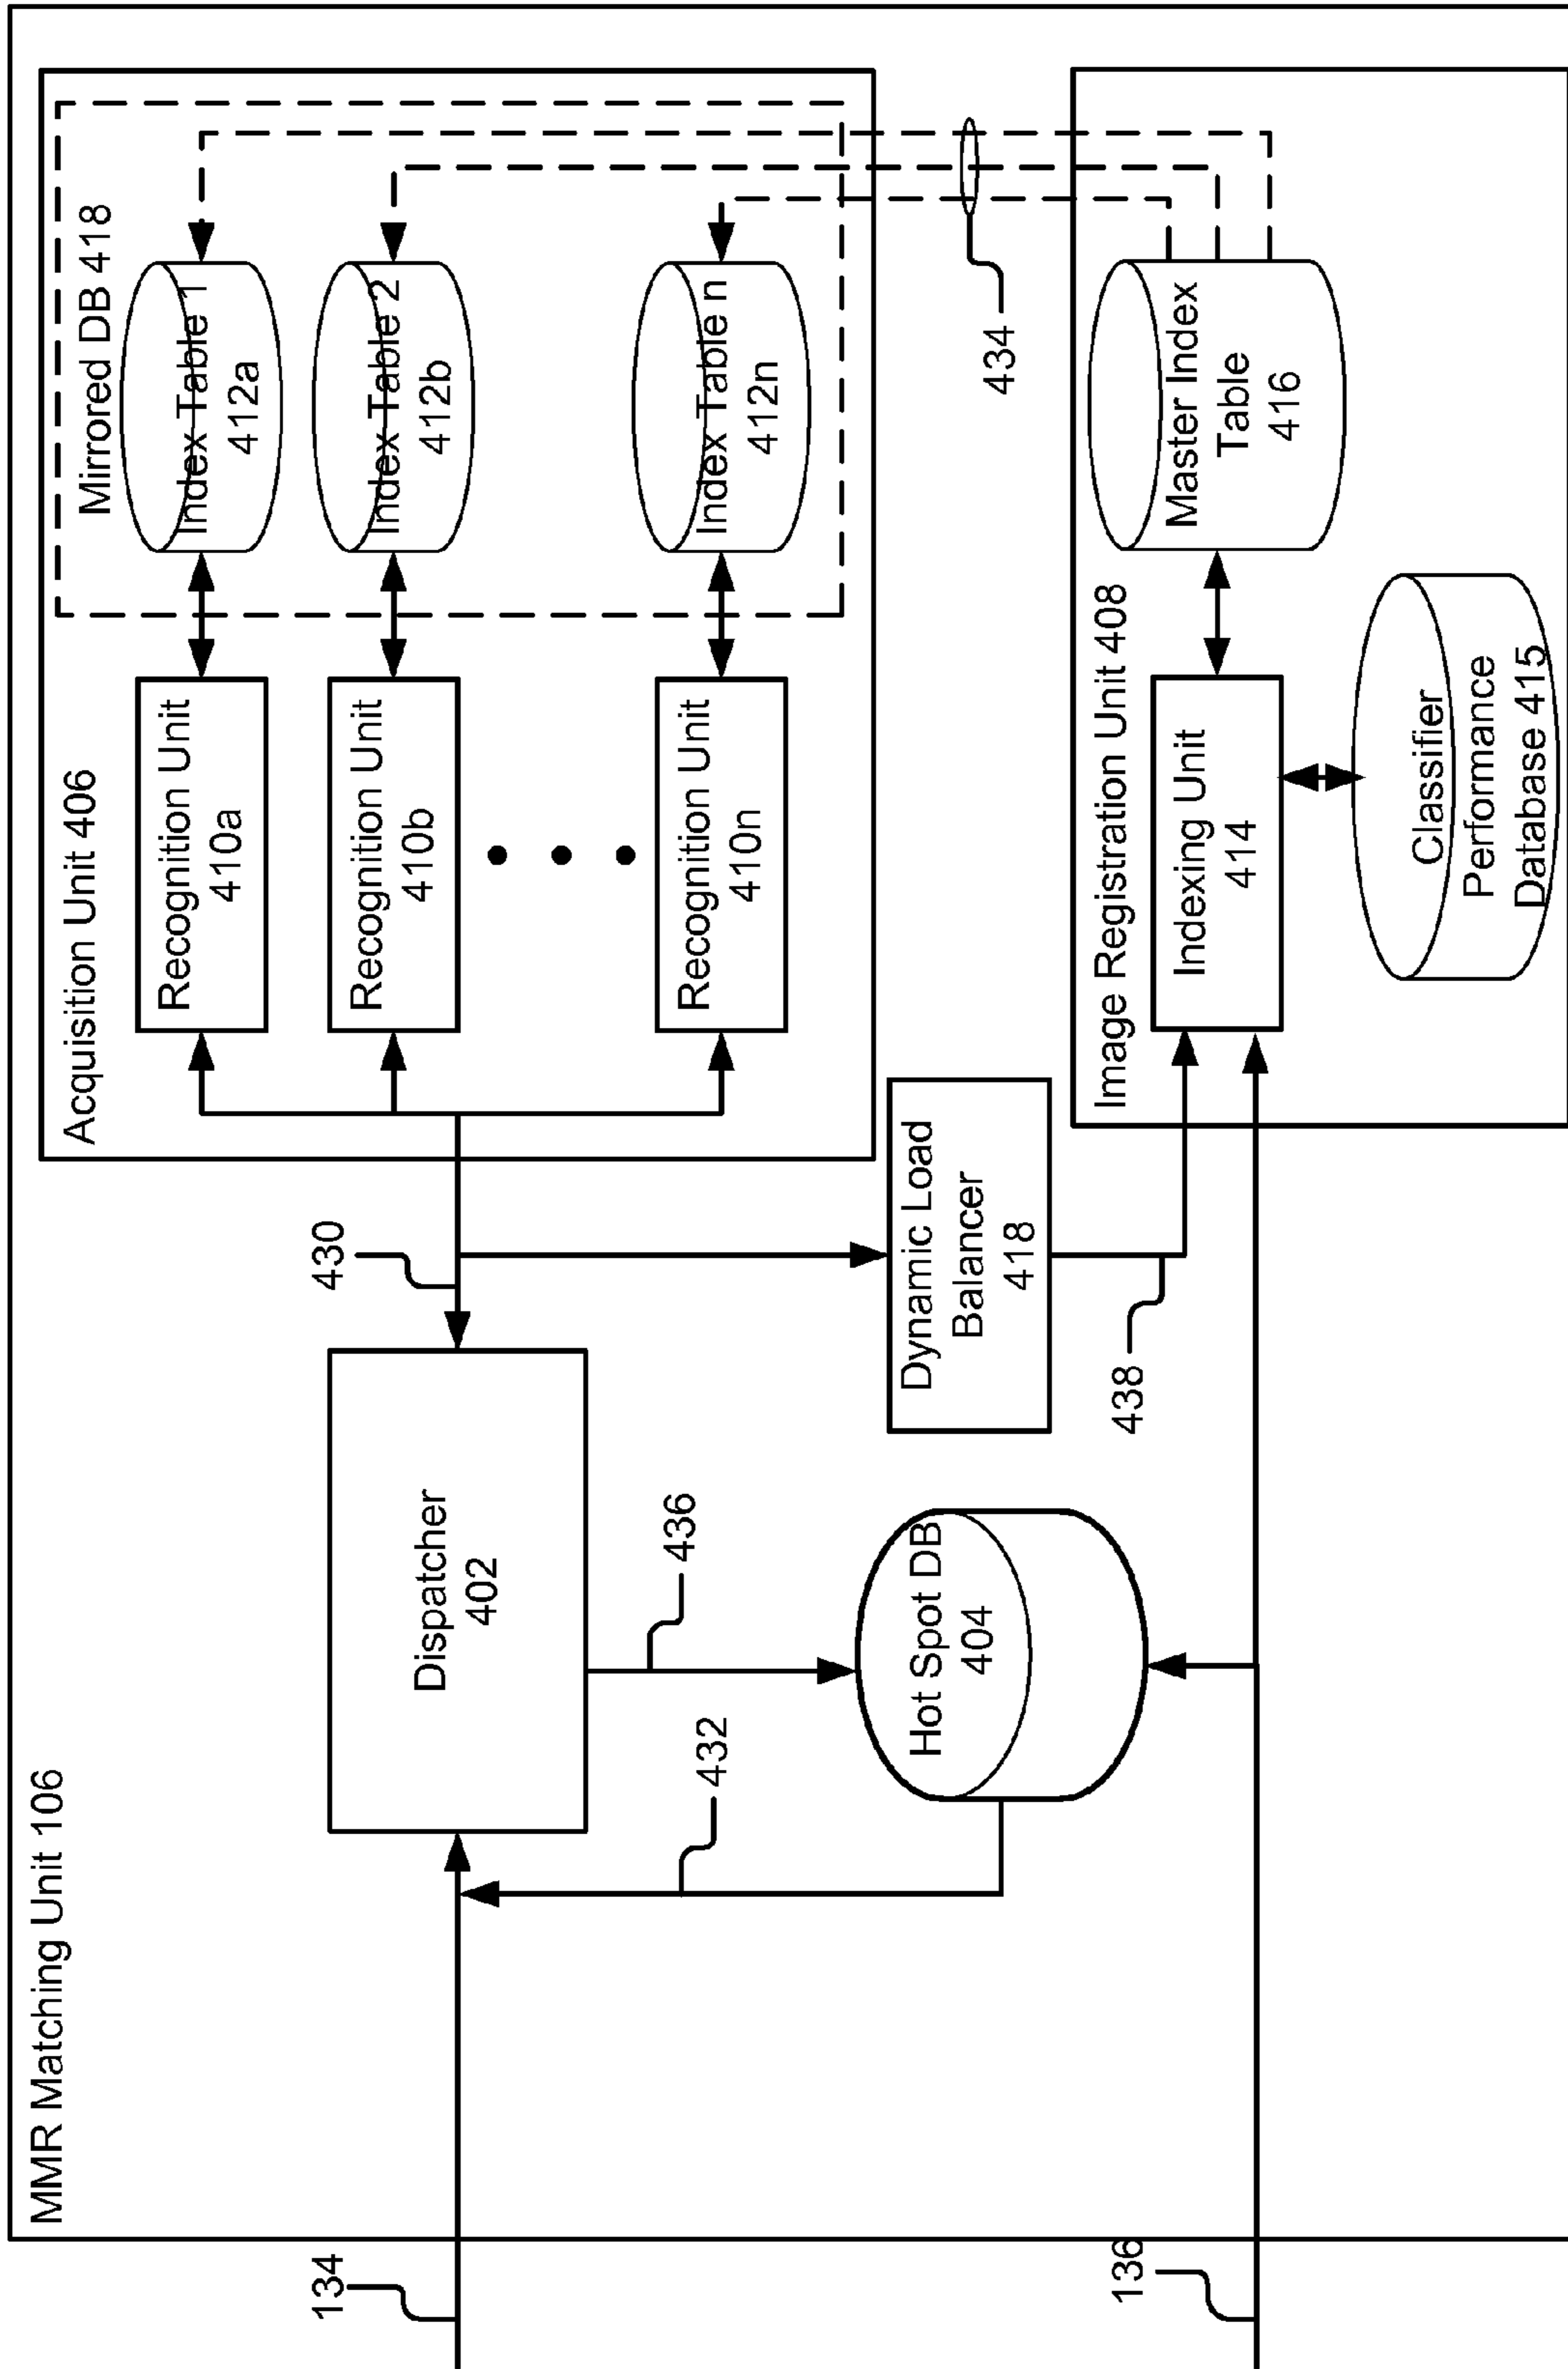 MMR Matching Unit 106
134
136
Dispatcher
402
432
436
Hot Spot DB
404
430
Dynamic Load
Balancer
418
438
Acquisition Unit 406
Recognition Unit
410a
Recognition Unit
410b
Recognition Unit
410n
Mirrored DB 418
Index Table 1
412a
Index Table 2
412b
Index Table n
412n
434
Image Registration Unit 408
Indexing Unit
414
Master Index
Table
416
Classifier
Performance
Database 415